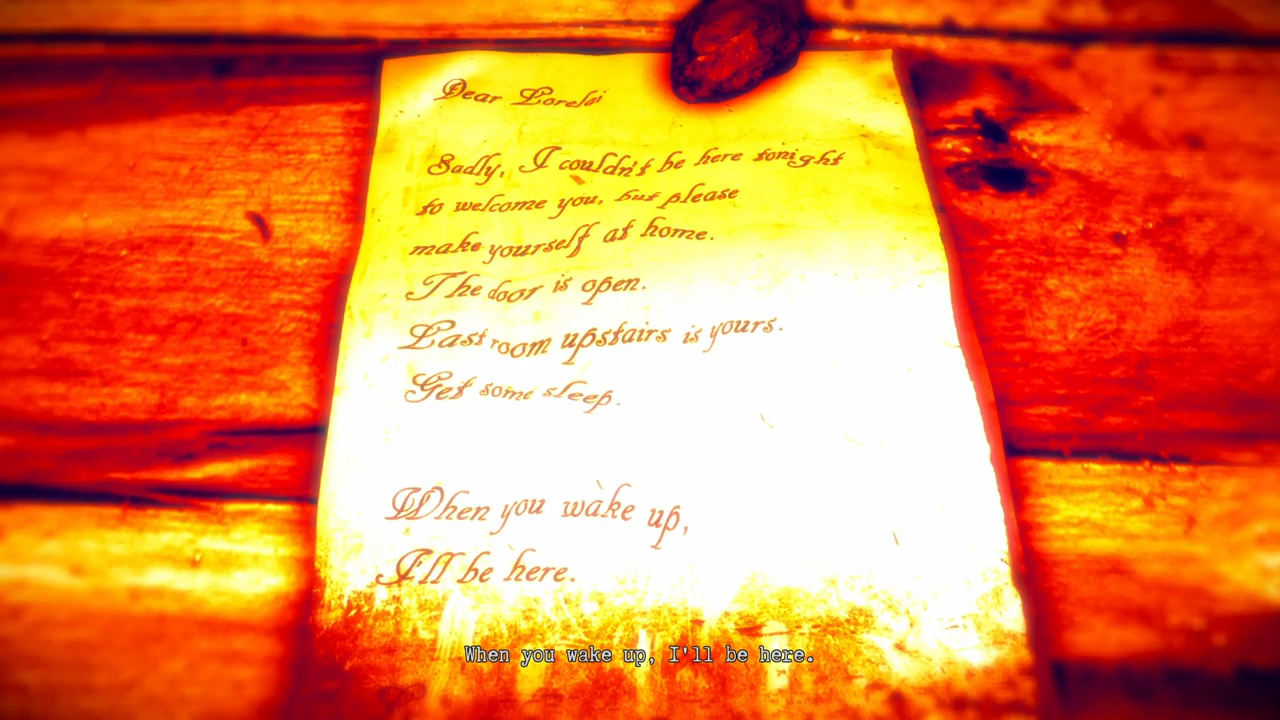 Dear Lorelai
Sadly, I couldn't be here tonight
to welcome you, but please
make yourself at home.
The door is open.
Last room upstairs is yours.
Get some sleep.
When you wake up,
I'll be here.
When you wake up, I'll be here.